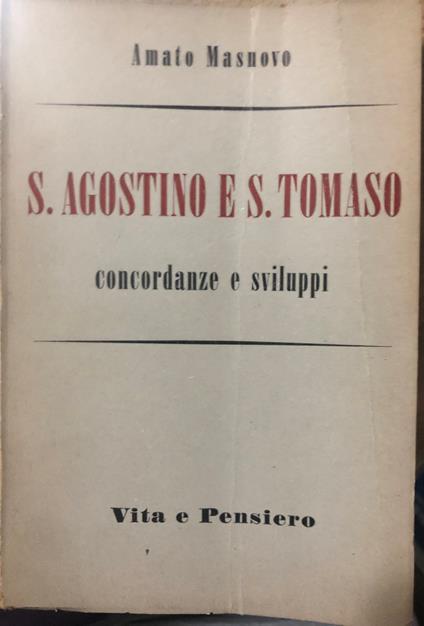 Amato Masnovo
S. AGOSTINO E S. TOMASO
concordanze e sviluppi
Vita e Pensiero